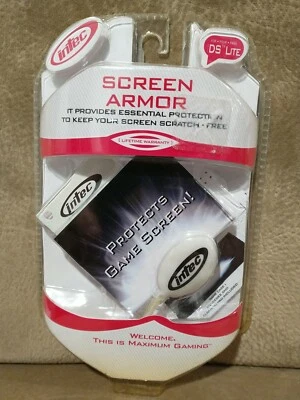 intec
DS LITE
SCREEN
ARMOR
IT PROVIDES ESSENTIAL PROTECTION
TO KEEP YOUR SCREEN SCRATCH - FREE
LIFETIME WARRANTY
intec
PROTECTS
GAME SCREEN!
intec
WELCOME,
THIS IS MAXIMUM GAMING™